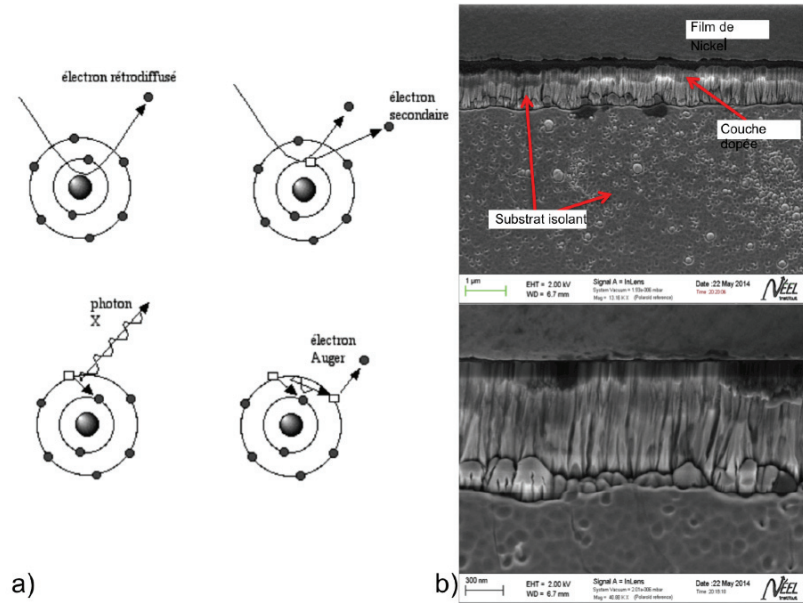 électron rétrodiffusé
électron
secondaire
photon
X
électron
Auger
a)
Film de
Nickel
Couche
dopée
Substrat isolant
1 µm
EHT = 2.00 kV
WD = 6.7 mm
Signal A = InLens
Date :22 May 2014
NÉEL
institut
300 nm
EHT = 2.00 kV
WD = 6.7 mm
Signal A = InLens
Date :22 May 2014
NÉEL
institut
b)